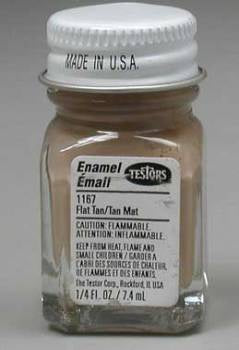 MADE IN U.S.A.
Enamel
Émail
TESTORS
1167
Flat Tan/Tan Mat
CAUTION: FLAMMABLE.
ATTENTION: INFLAMMABLE.
KEEP FROM HEAT, FLAME AND
SMALL CHILDREN / GARDER A
L'ABRI DES SOURCES DE CHALEUR,
DE FLAMMES ET DES ENFANTS.
The Testor Corp., Rockford, Il USA
1/4 FL. OZ. / 7.4 mL